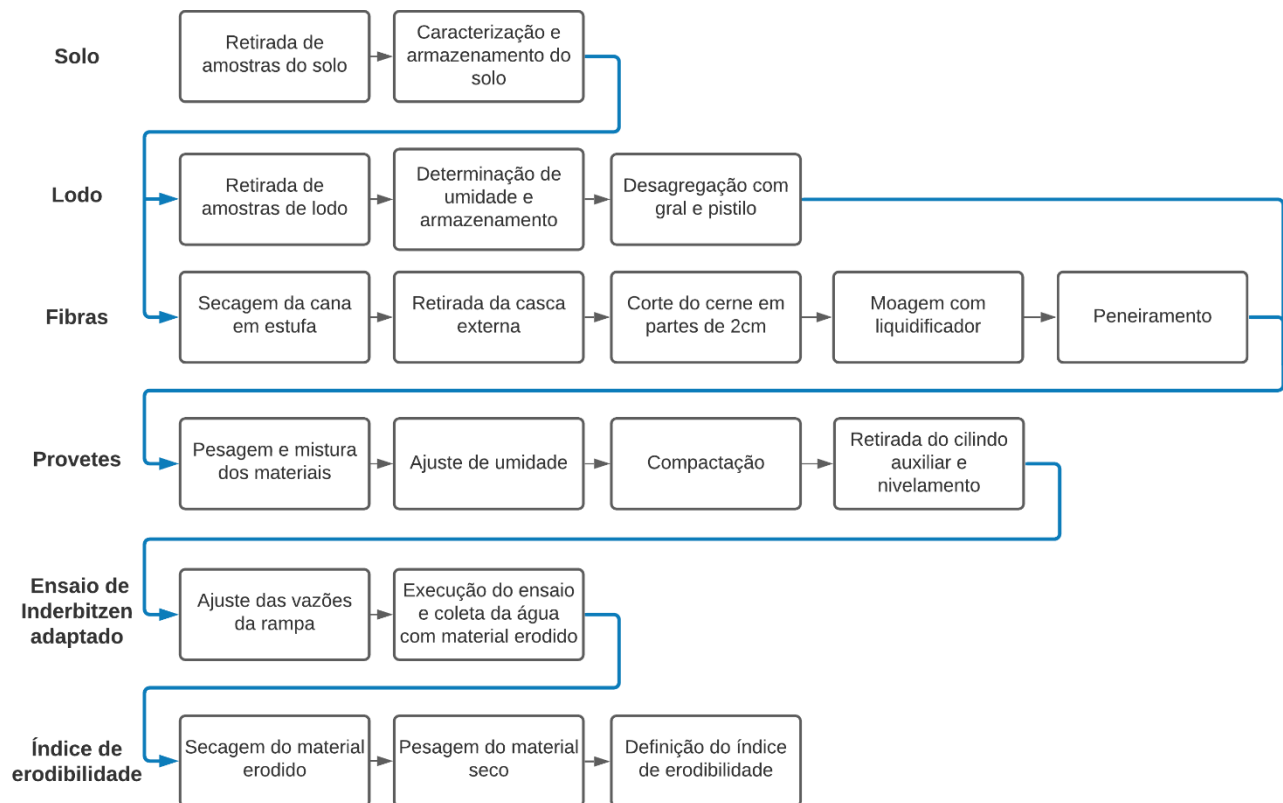 Solo
Retirada de
amostras do solo
Caracterização e
armazenamento do
solo
Lodo
Retirada de
amostras de lodo
Determinação de
umidade e
armazenamento
Desagregação com
gral e pistilo
Fibras
Secagem da cana
em estufa
Retirada da casca
externa
Corte do cerne em
partes de 2cm
Moagem com
liquidificador
Peneiramento
Provetes
Pesagem e mistura
dos materiais
Ajuste de umidade
Compactação
Retirada do cilindo
auxiliar e
nivelamento
Ensaio de
Inderbitzen
adaptado
Ajuste das vazões
da rampa
Execução do ensaio
e coleta da água
com material erodido
Índice de
erodibilidade
Secagem do material
erodido
Pesagem do material
seco
Definição do índice
de erodibilidade